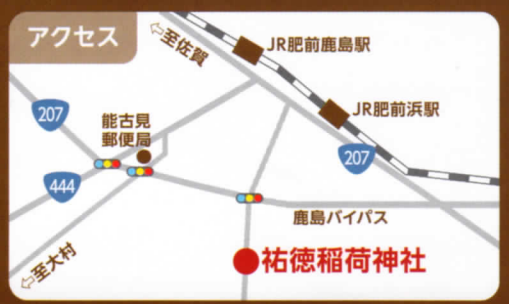 アクセス
至佐賀
JR肥前鹿島駅
JR肥前浜駅
207
能古見
郵便局
207
444
鹿島バイパス
至大村
祐徳稲荷神社